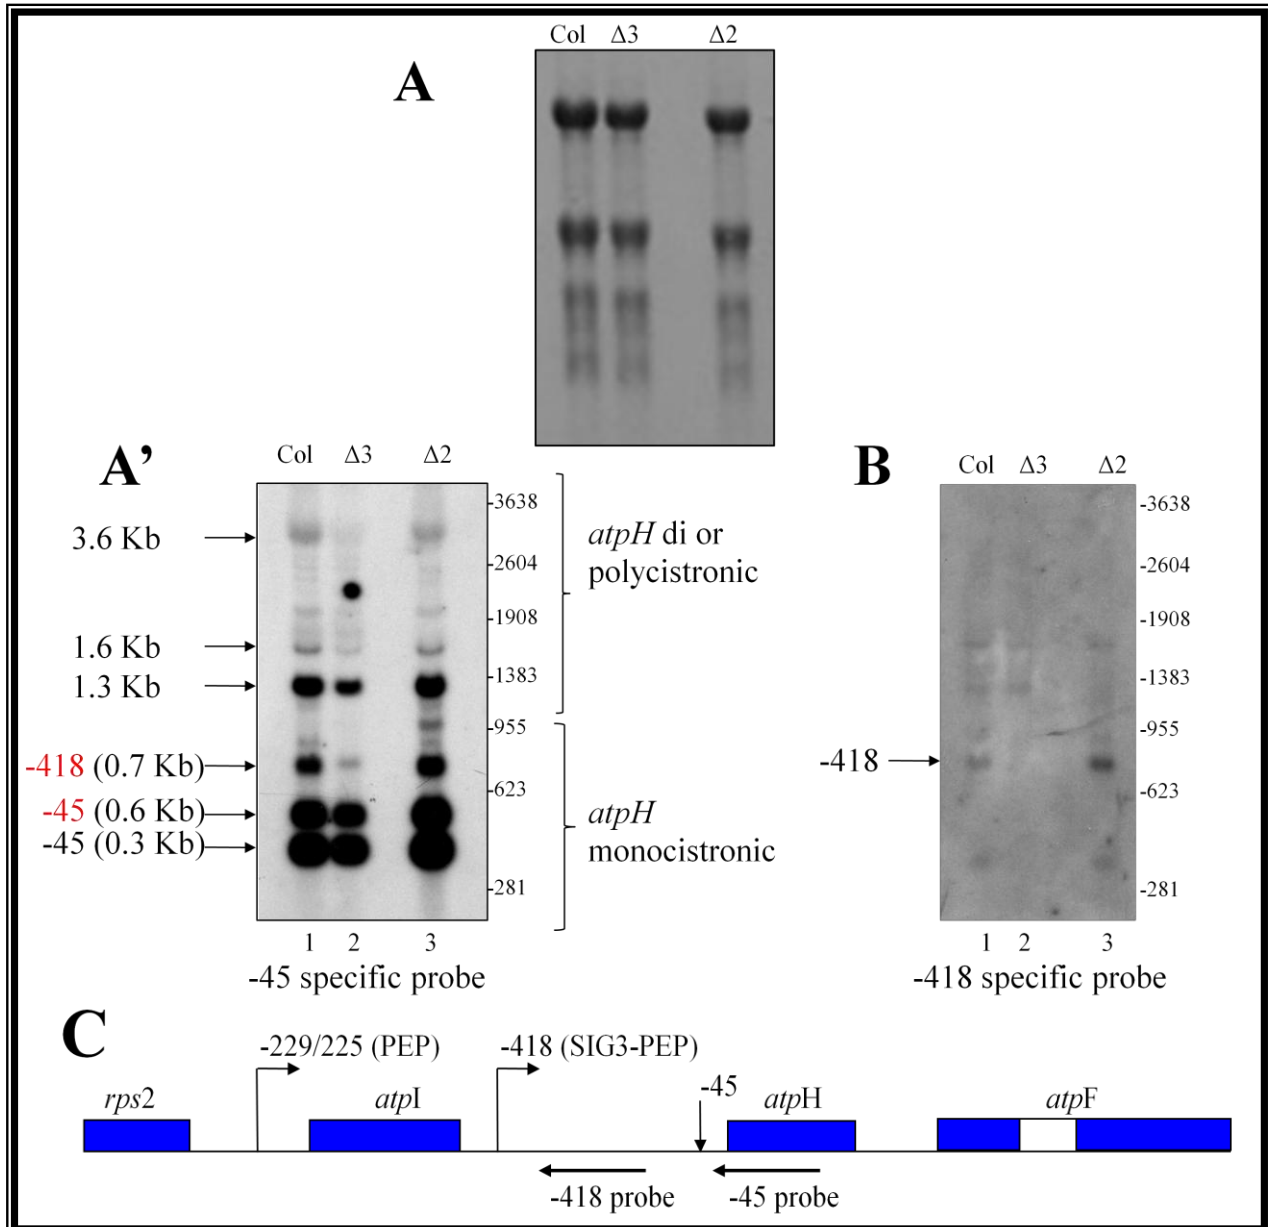 Col Δ3 Δ2
A
A’ Col Δ3 Δ2
3.6 Kb
1.6 Kb
1.3 Kb
-418 (0.7 Kb)
-45 (0.6 Kb)
-45 (0.3 Kb)
-3638
-2604
-1908
-1383
-955
-623
-281
atpH di or
polycistronic
atpH
monocistronic
1 2 3
-45 specific probe
B Col Δ3 Δ2
-418
-3638
-2604
-1908
-1383
-955
-623
-281
1 2 3
-418 specific probe
C
-229/225 (PEP) -418 (SIG3-PEP)
-45
rps2 atpI atpH atpF
-418 probe -45 probe